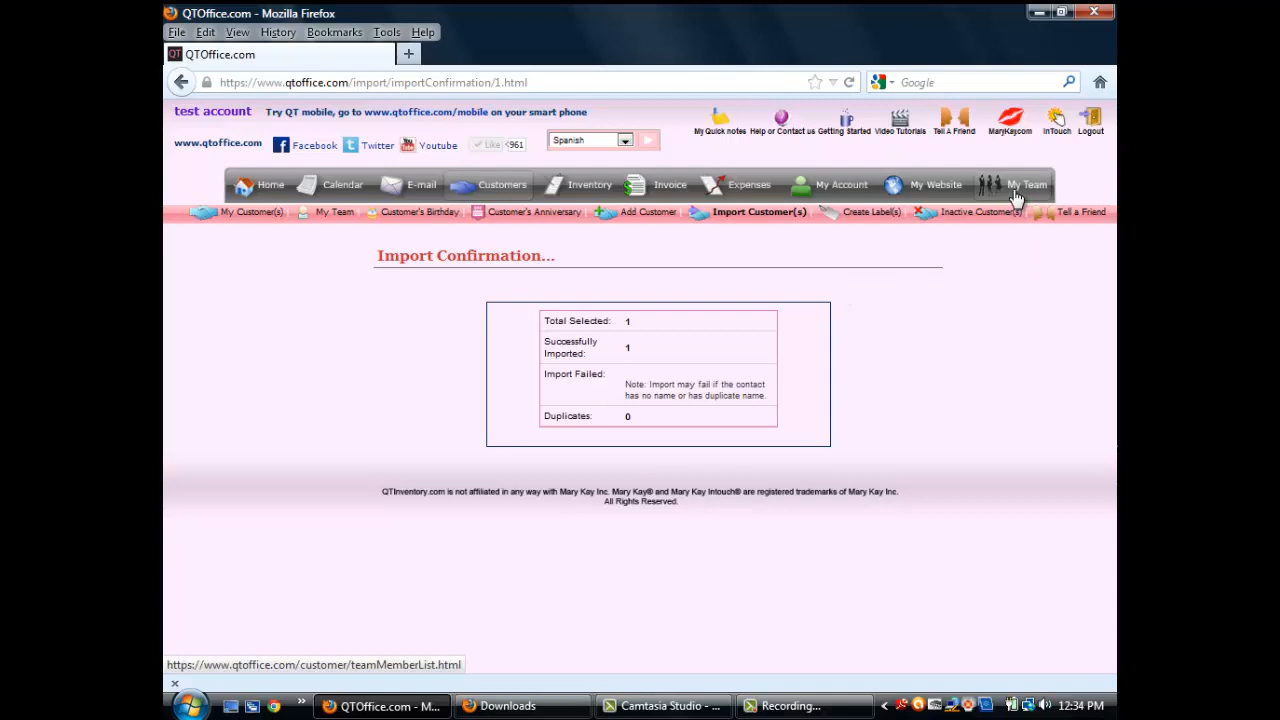 QTOffice.com - Mozilla Firefox
File Edit View History Bookmarks Tools Help
QT QTOffice.com +
https://www.qtoffice.com/import/importConfirmation/1.html Google
test account Try QT mobile, go to www.qtoffice.com/mobile on your smart phone
My Quick notes Help or Contact us Getting Started Video Tutorials Tell A Friend MaryKay.com InTouch Logout
www.qtoffice.com Facebook Twitter Youtube Like 961 Spanish
Home Calendar E-mail Customers Inventory Invoice Expenses My Account My Website My Team
My Customer(s) My Team Customer's Birthday Customer's Anniversary Add Customer Import Customer(s) Create Label(s) Inactive Customer(s) Tell a Friend
Import Confirmation...
Total Selected: 1
Successfully
Imported: 1
Import Failed:
Note: Import may fail if the contact
has no name or has duplicate name.
Duplicates: 0
QTInventory.com is not affiliated in any way with Mary Kay Inc. Mary Kay® and Mary Kay Intouch® are registered trademarks of Mary Kay Inc.
All Rights Reserved.
https://www.qtoffice.com/customer/teamMemberList.html
x
QTOffice.com - M... Downloads Camtasia Studio - ... Recording... 12:34 PM